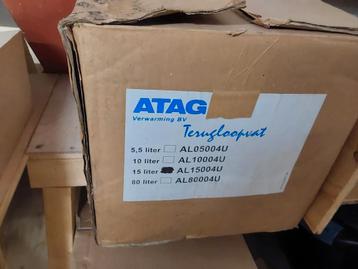 ATAG
Verwarming BV
Terugloopvat
5,5 liter AL05004U
10 liter AL10004U
15 liter AL15004U
80 liter AL80004U